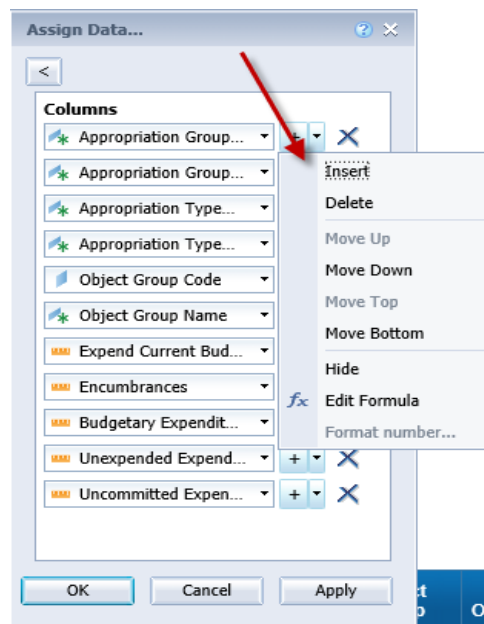 Assign Data...
?
<
Columns
Appropriation Group... +
Appropriation Group...
Insert
Appropriation Type...
Delete
Appropriation Type...
Move Up
Object Group Code
Move Down
Object Group Name
Move Top
Expend Current Bud...
Move Bottom
Encumbrances
Hide
Budgetary Expendit...
fx Edit Formula
Format number...
Unexpended Expend... +
Uncommitted Expen... +
OK Cancel Apply